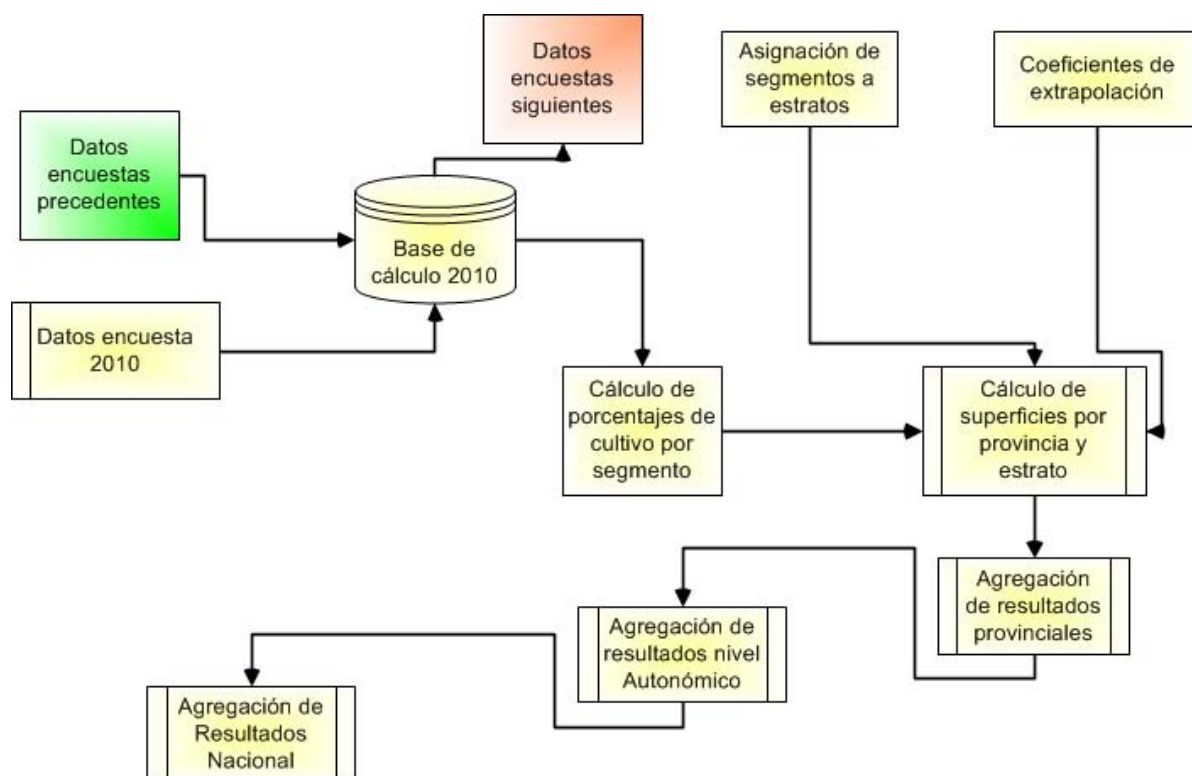 Datos
encuestas
siguientes
Asignación de
segmentos a
estratos
Coeficientes de
extrapolación
Datos
encuestas
precedentes
Base de
cálculo 2010
Datos encuesta
2010
Cálculo de
porcentajes de
cultivo por
segmento
Cálculo de
superficies por
provincia y
estrato
Agregación
de resultados
provinciales
Agregación de
resultados nivel
Autonómico
Agregación de
Resultados
Nacional